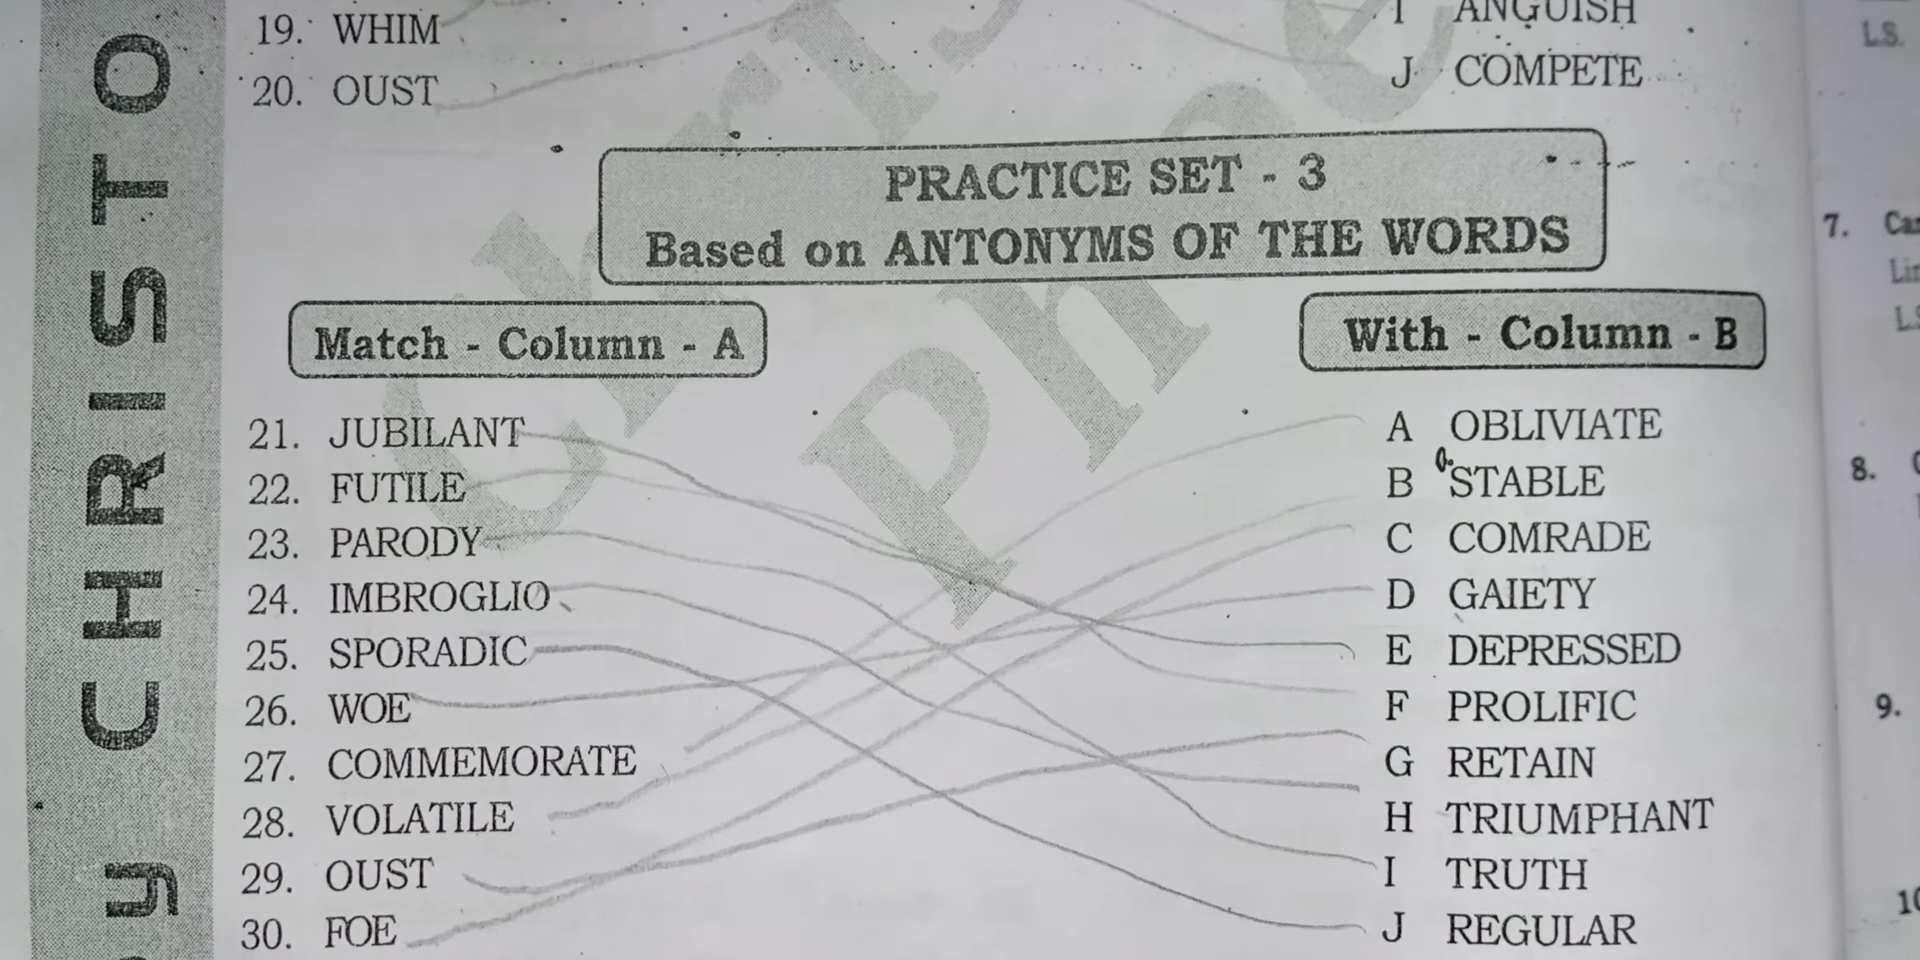 19. WHIM
I ANGUISH
20. OUST
J COMPETE
PRACTICE SET - 3
Based on ANTONYMS OF THE WORDS
Match - Column - A
With - Column - B
21. JUBILANT
A OBLIVIATE
22. FUTILE
B STABLE
23. PARODY
C COMRADE
24. IMBROGLIO
D GAIETY
25. SPORADIC
E DEPRESSED
26. WOE
F PROLIFIC
27. COMMEMORATE
G RETAIN
28. VOLATILE
H TRIUMPHANT
29. OUST
I TRUTH
30. FOE
J REGULAR
y CHRISTO
L.S.
7.
8.
9.
10